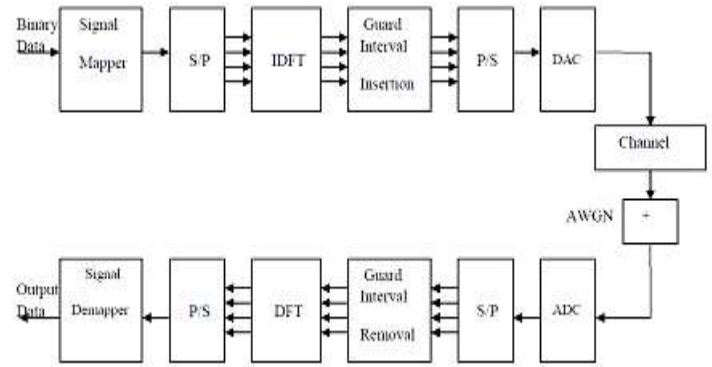 Binary
Data
Signal
Mapper
S/P
IDFT
Guard
Interval
Insertion
P/S
DAC
Channel
AWGN
+
Output
Data
Signal
Demapper
P/S
DFT
Guard
Interval
Removal
S/P
ADC